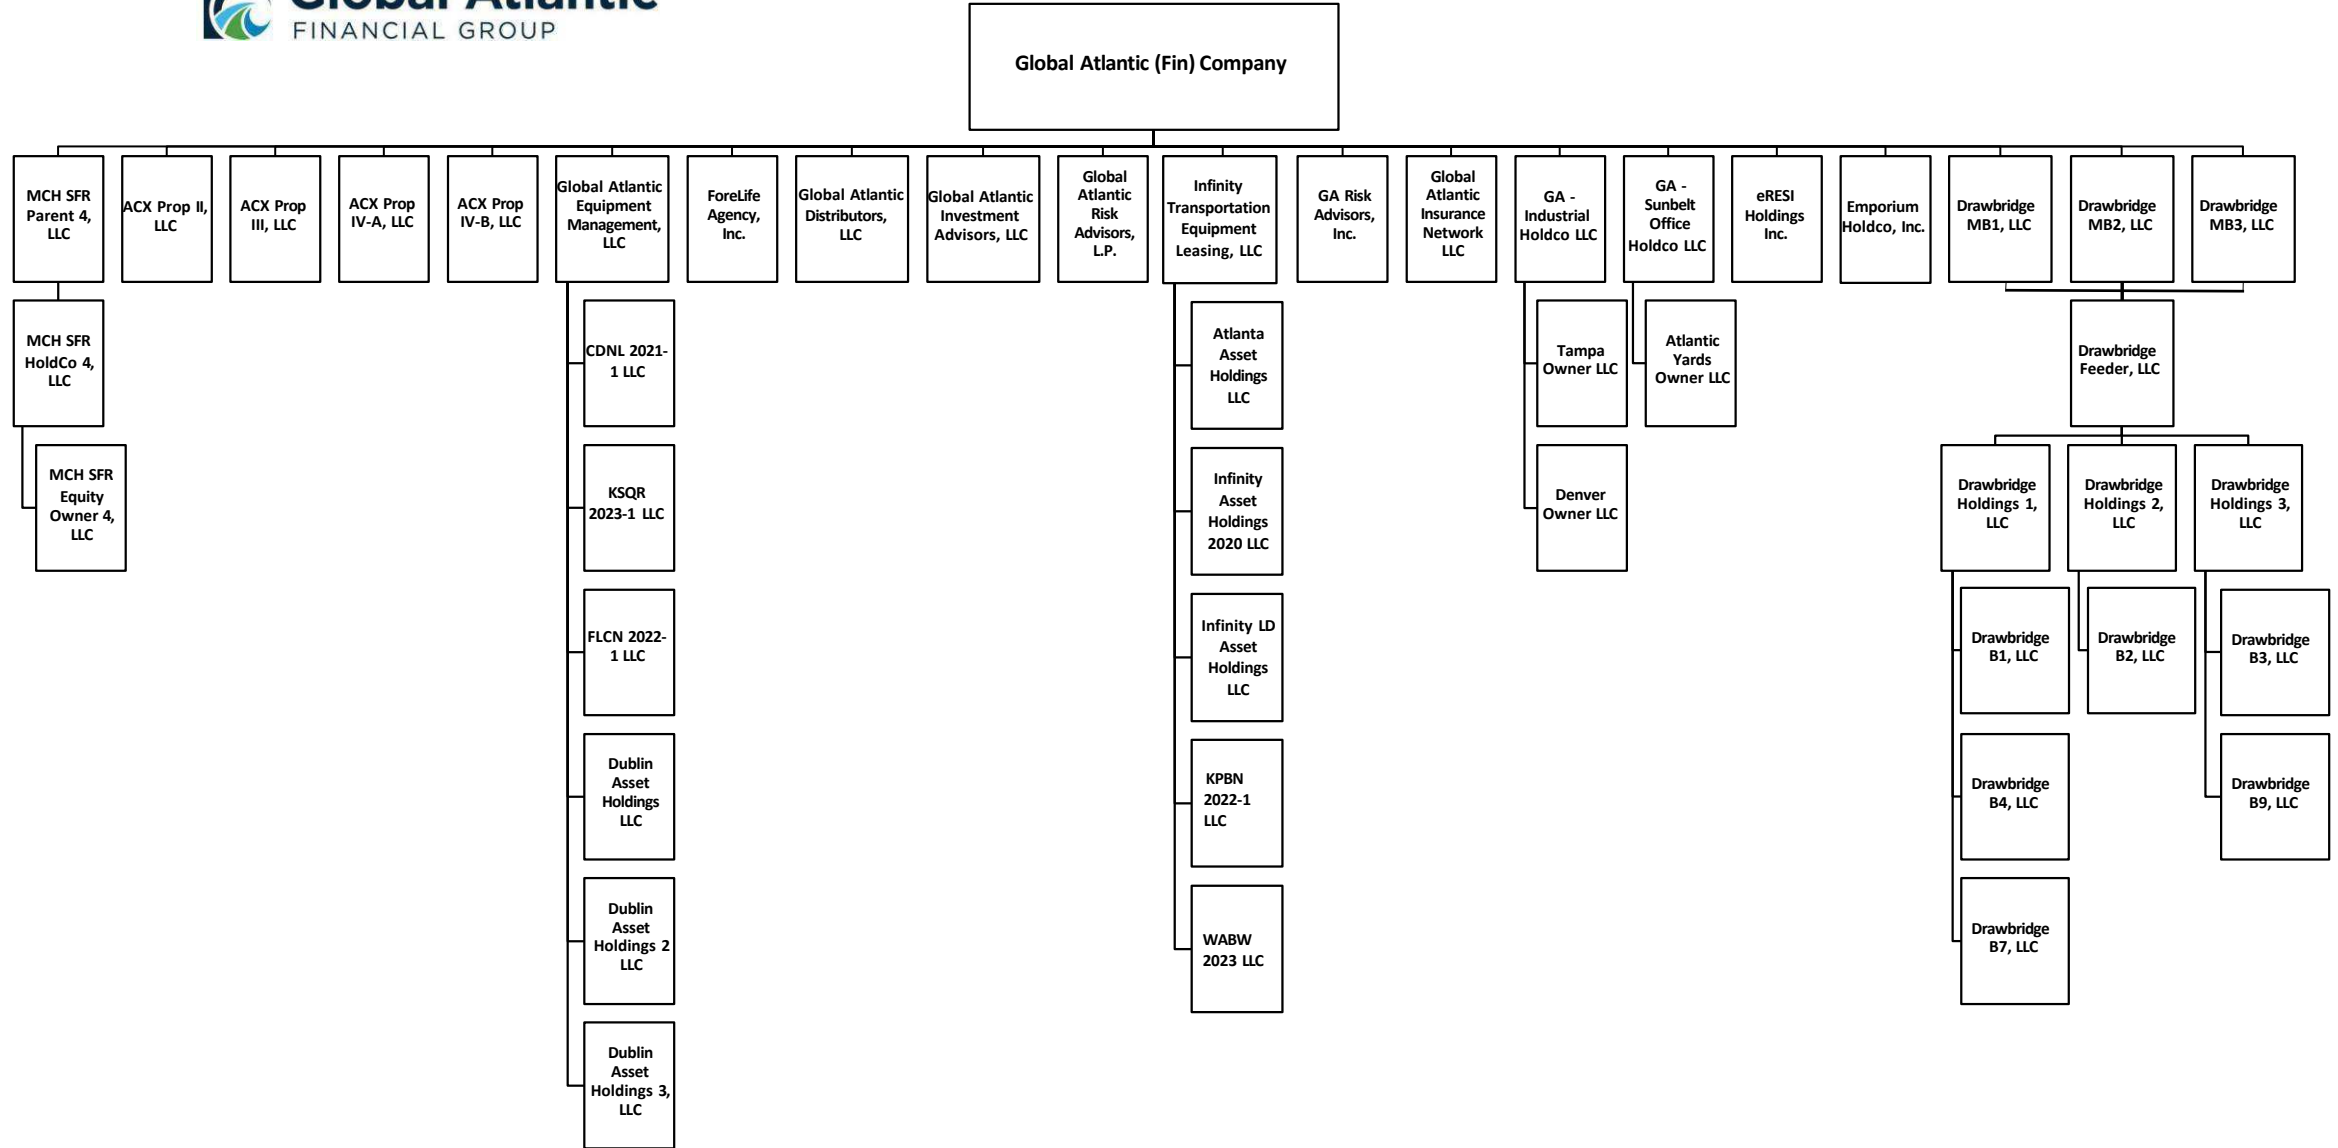 Global Atlantic
FINANCIAL GROUP
Global Atlantic (Fin) Company
MCH SFR
Parent 4,
LLC
ACX Prop II,
LLC
ACX Prop
III, LLC
ACX Prop
IV-A, LLC
ACX Prop
IV-B, LLC
Global Atlantic
Equipment
Management,
LLC
ForeLife
Agency,
Inc.
Global Atlantic
Distributors,
LLC
Global Atlantic
Investment
Advisors, LLC
Global
Atlantic
Risk
Advisors,
L.P.
Infinity
Transportation
Equipment
Leasing, LLC
GA Risk
Advisors,
Inc.
Global
Atlantic
Insurance
Network
LLC
GA -
Industrial
Holdco LLC
GA -
Sunbelt
Office
Holdco LLC
eRESI
Holdings
Inc.
Emporium
Holdco, Inc.
Drawbridge
MB1, LLC
Drawbridge
MB2, LLC
Drawbridge
MB3, LLC
MCH SFR
HoldCo 4,
LLC
CDNL 2021-
1 LLC
Atlanta
Asset
Holdings
LLC
Tampa
Owner LLC
Atlantic
Yards
Owner LLC
Drawbridge
Feeder, LLC
MCH SFR
Equity
Owner 4,
LLC
KSQR
2023-1 LLC
Infinity
Asset
Holdings
2020 LLC
Denver
Owner LLC
Drawbridge
Holdings 1,
LLC
Drawbridge
Holdings 2,
LLC
Drawbridge
Holdings 3,
LLC
FLCN 2022-
1 LLC
Infinity LD
Asset
Holdings
LLC
Drawbridge
B1, LLC
Drawbridge
B2, LLC
Drawbridge
B3, LLC
Dublin
Asset
Holdings
LLC
KPBN
2022-1
LLC
Drawbridge
B4, LLC
Drawbridge
B9, LLC
Dublin
Asset
Holdings 2
LLC
WABW
2023 LLC
Drawbridge
B7, LLC
Dublin
Asset
Holdings 3,
LLC